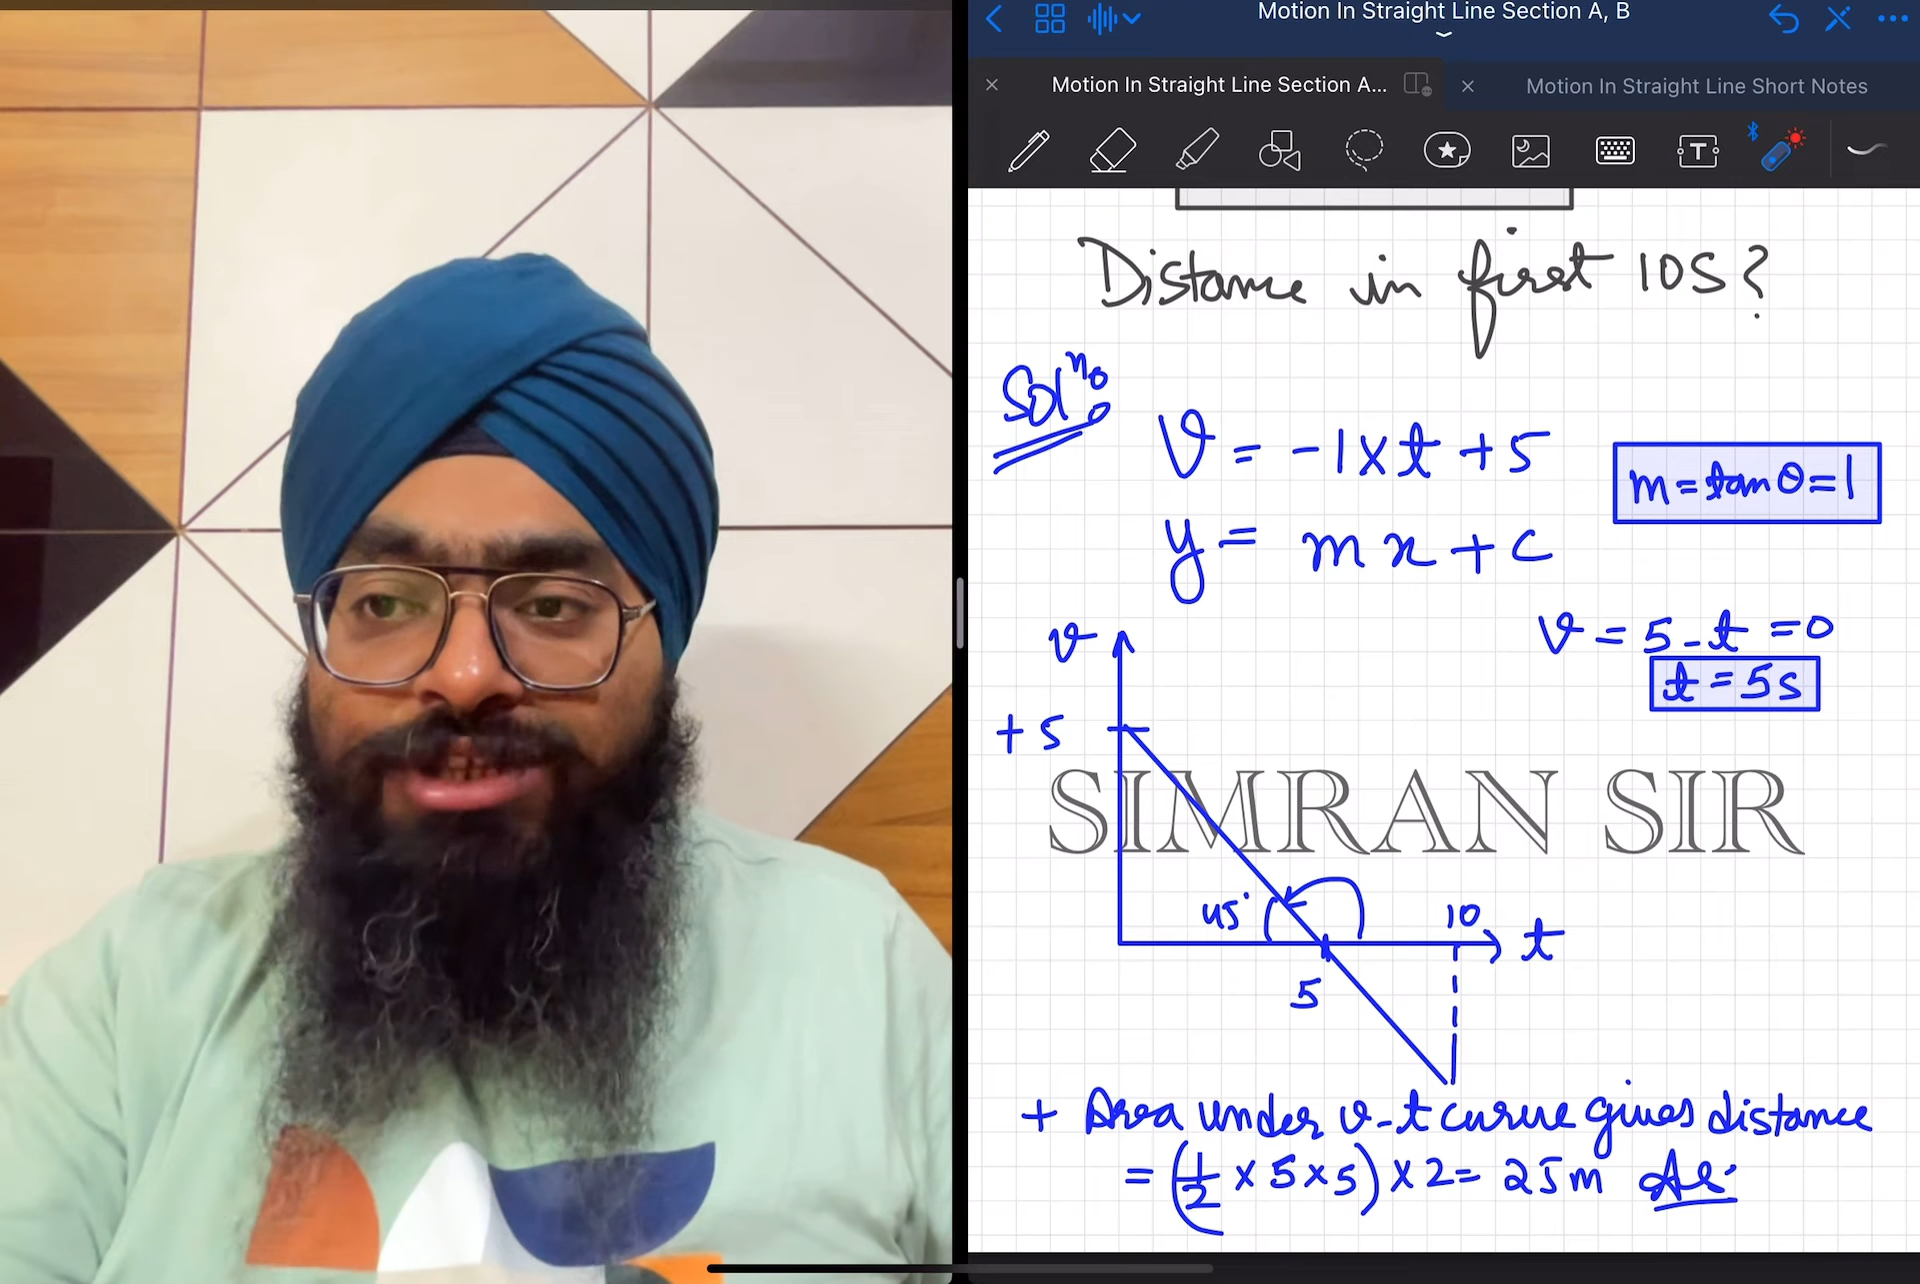 Motion In Straight Line Section A, B
Motion In Straight Line Section A...
Motion In Straight Line Short Notes
T
Distance in first 10s?
Solⁿ
v = -1×t+5
m = tan θ = 1
y = mx + c
v = 5 - t = 0
t = 5s
v
+5
SIMRAN SIR
45°
10
t
5
+ Area under v-t curve gives distance
= (1/2 × 5 × 5) × 2 = 25m As.